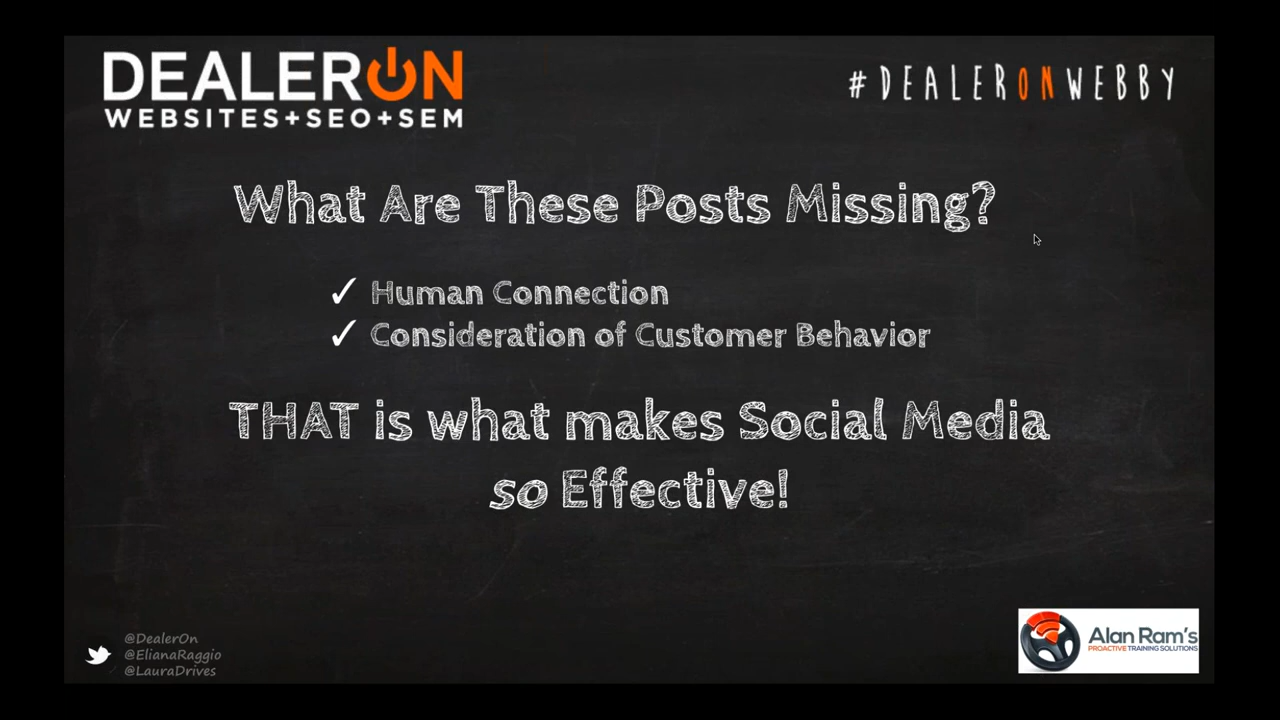 DEALERON
#DEALERONWEBBY
WEBSITES+SEO+SEM
What Are These Posts Missing?
✓ Human Connection
✓ Consideration of Customer Behavior
THAT is what makes Social Media
so Effective!
@DealerOn
@ElianaRaggio
@LauraDrives
Alan Ram's
PROACTIVE TRAINING SOLUTIONS